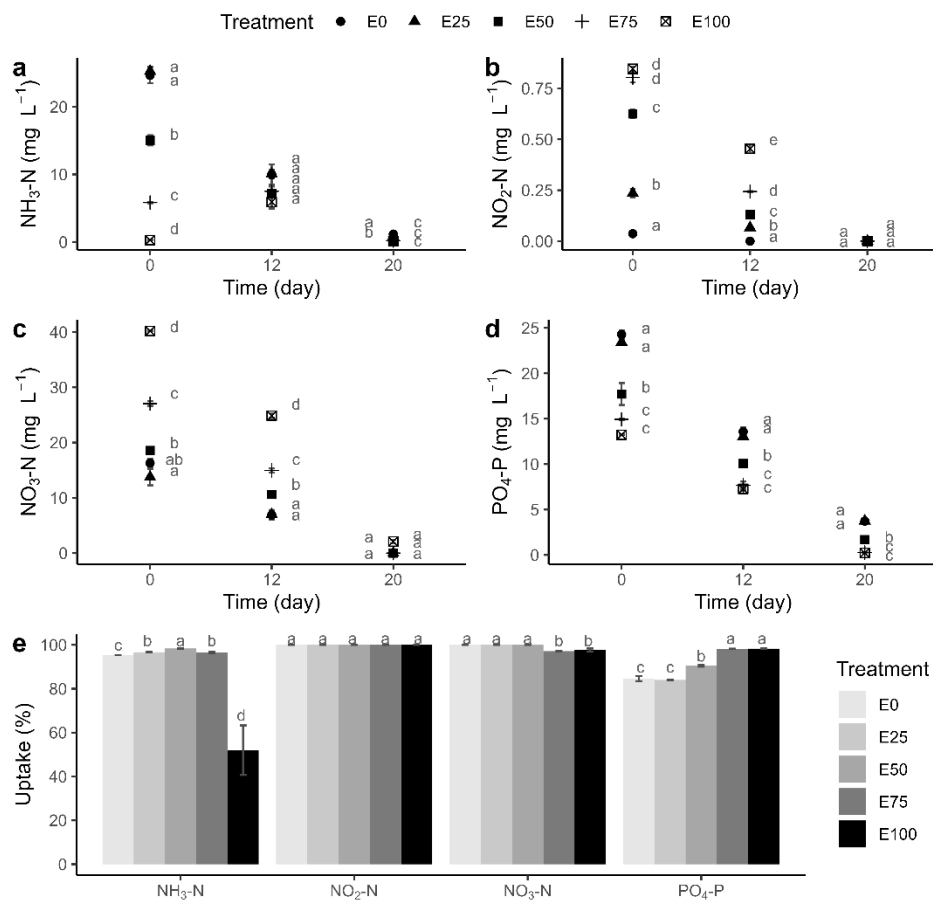 Treatment E0 E25 E50 E75 E100
a
NH₃-N (mg L⁻¹)
20
10
0
a
a
b
c
d
a
a
a
a
a
a
b
c
c
c
0 12 20
Time (day)
b
NO₂-N (mg L⁻¹)
0.75
0.50
0.25
0.00
d
d
c
b
a
e
d
c
b
a
a
a
a
a
a
0 12 20
Time (day)
c
NO₃-N (mg L⁻¹)
40
30
20
10
0
d
c
b
ab
a
d
c
b
a
a
a
a
a
a
a
0 12 20
Time (day)
d
PO₄-P (mg L⁻¹)
25
20
15
10
5
0
a
a
b
c
c
a
a
b
c
c
a
a
b
c
c
0 12 20
Time (day)
e
Uptake (%)
100
80
60
40
20
0
c b a b d
a a a a a
a a a b b
c c b a a
NH₃-N NO₂-N NO₃-N PO₄-P
Treatment
E0
E25
E50
E75
E100